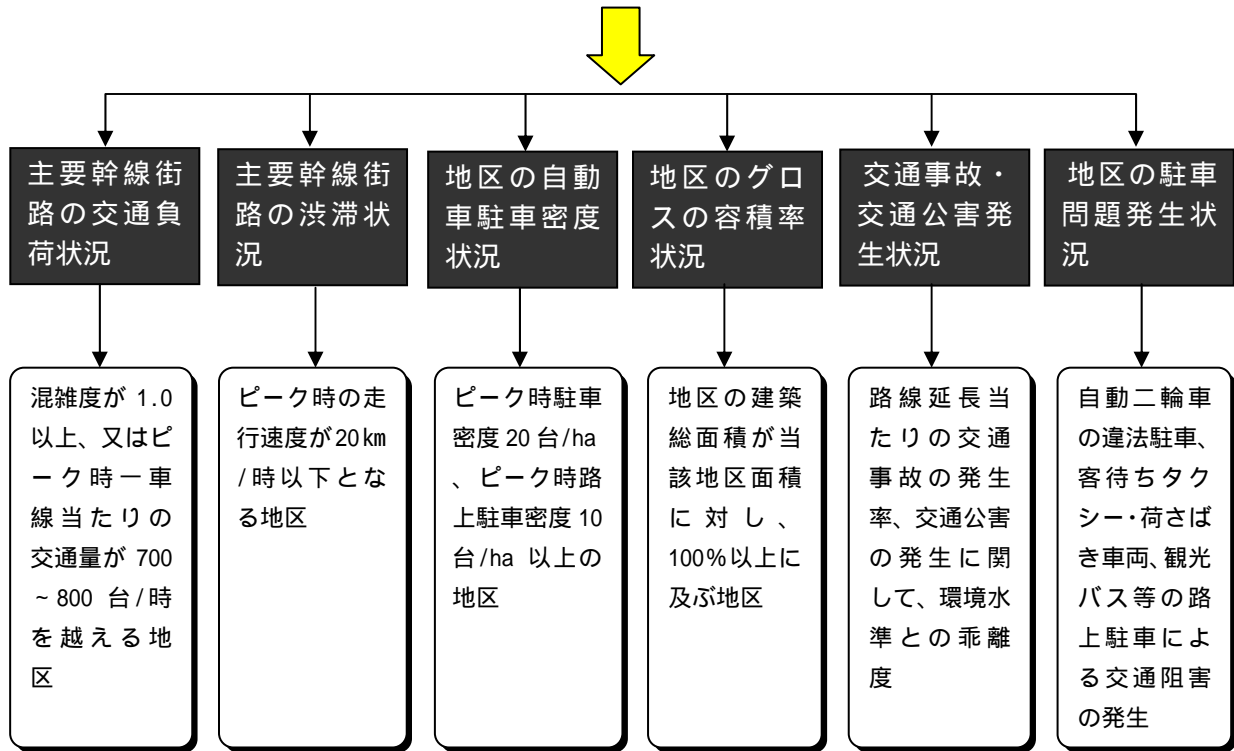 主要幹線街
路の交通負
荷状況
主要幹線街
路の渋滞状
況
地区の自動
車駐車密度
状況
地区のグロ
スの容積率
状況
交通事故・
交通公害発
生状況
地区の駐車
問題発生状
況
混雑度が 1.0
以上、又はピ
ーク時一車
線当たりの
交通量が 700
~800 台/時
を越える地
区
ピーク時の走
行速度が20㎞
/時以下とな
る地区
ピーク時駐車
密度 20 台/ha
、ピーク時路
上駐車密度 10
台/ha 以上の
地区
地区の建築
総面積が当
該地区面積
に対し、
100%以上に
及ぶ地区
路線延長当
たりの交通
事故の発生
率、交通公害
の発生に関
して、環境水
準との乖離
度
自動二輪車
の違法駐車、
客待ちタク
シー・荷さば
き車両、観光
バス等の路
上駐車によ
る交通阻害
の発生